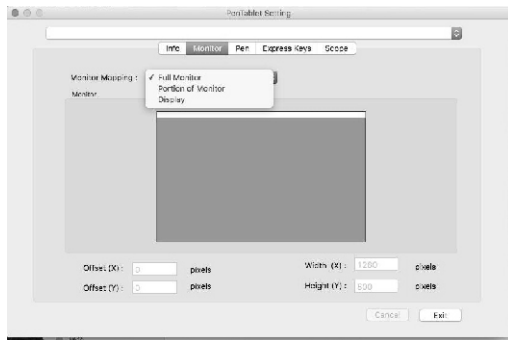 PenTablet Setting
Info Monitor Pen Express Keys Scope
Monitor Mapping : ✓ Full Monitor
Portion of Monitor
Display
Monitor
Offset (X) : 0 pixels Width (X) : 1280 pixels
Offset (Y) : 0 pixels Height (Y) : 800 pixels
Cancel Exit